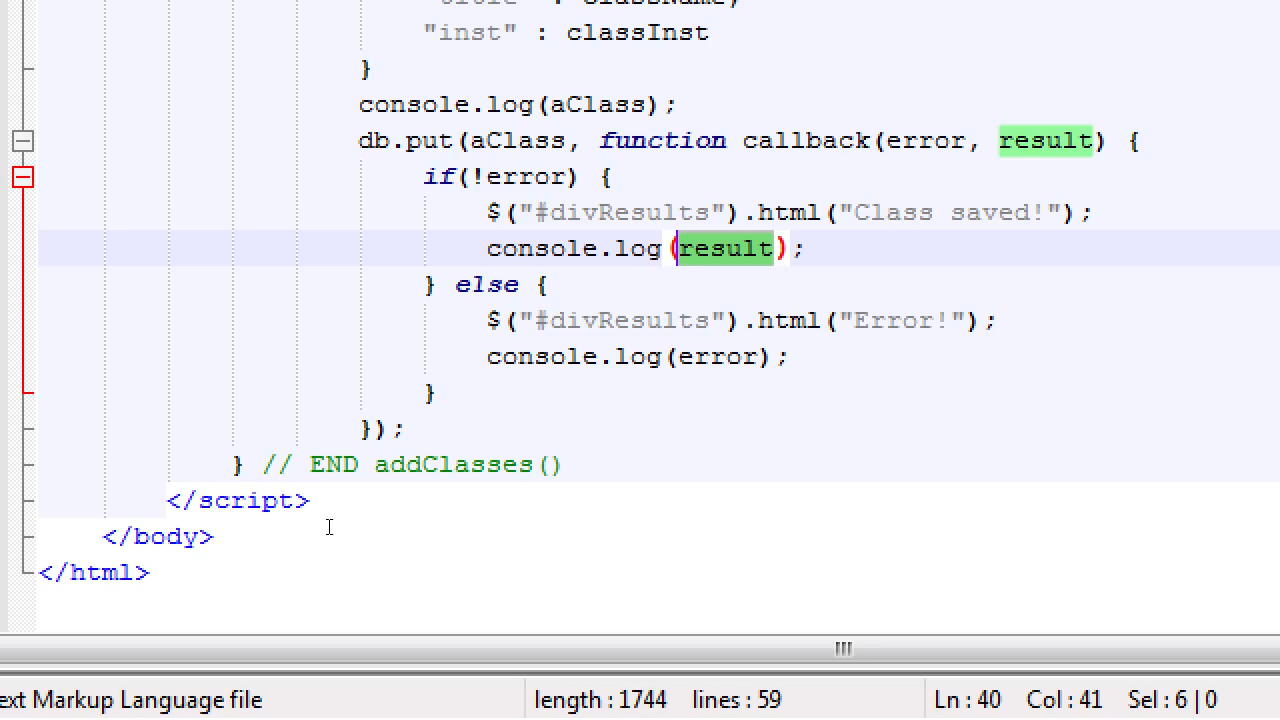 "inst" : classInst
}
console.log(aClass);
db.put(aClass, function callback(error, result) {
if(!error) {
$("#divResults").html("Class saved!");
console.log(result);
} else {
$("#divResults").html("Error!");
console.log(error);
}
});
} // END addClasses()
</script>
</body>
</html>
ext Markup Language file length : 1744 lines : 59 Ln : 40 Col : 41 Sel : 6 | 0